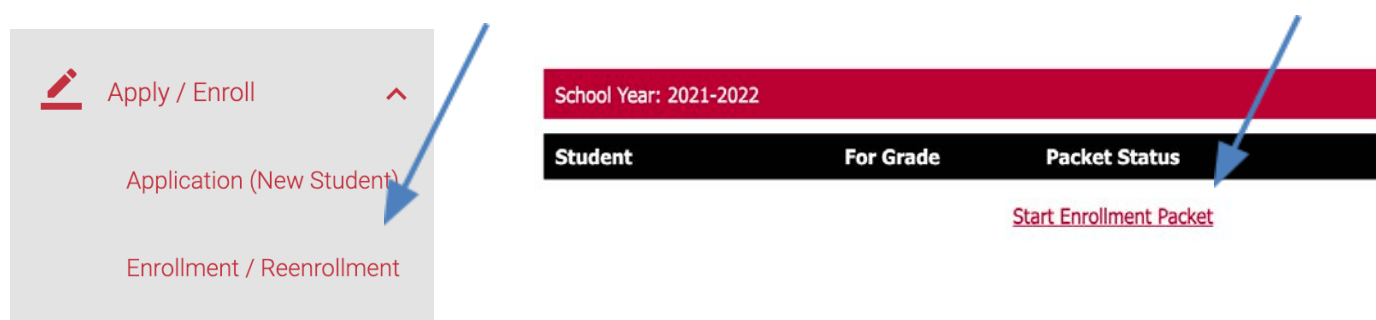 Apply / Enroll
Application (New Student)
Enrollment / Reenrollment
School Year: 2021-2022
Student For Grade Packet Status
Start Enrollment Packet